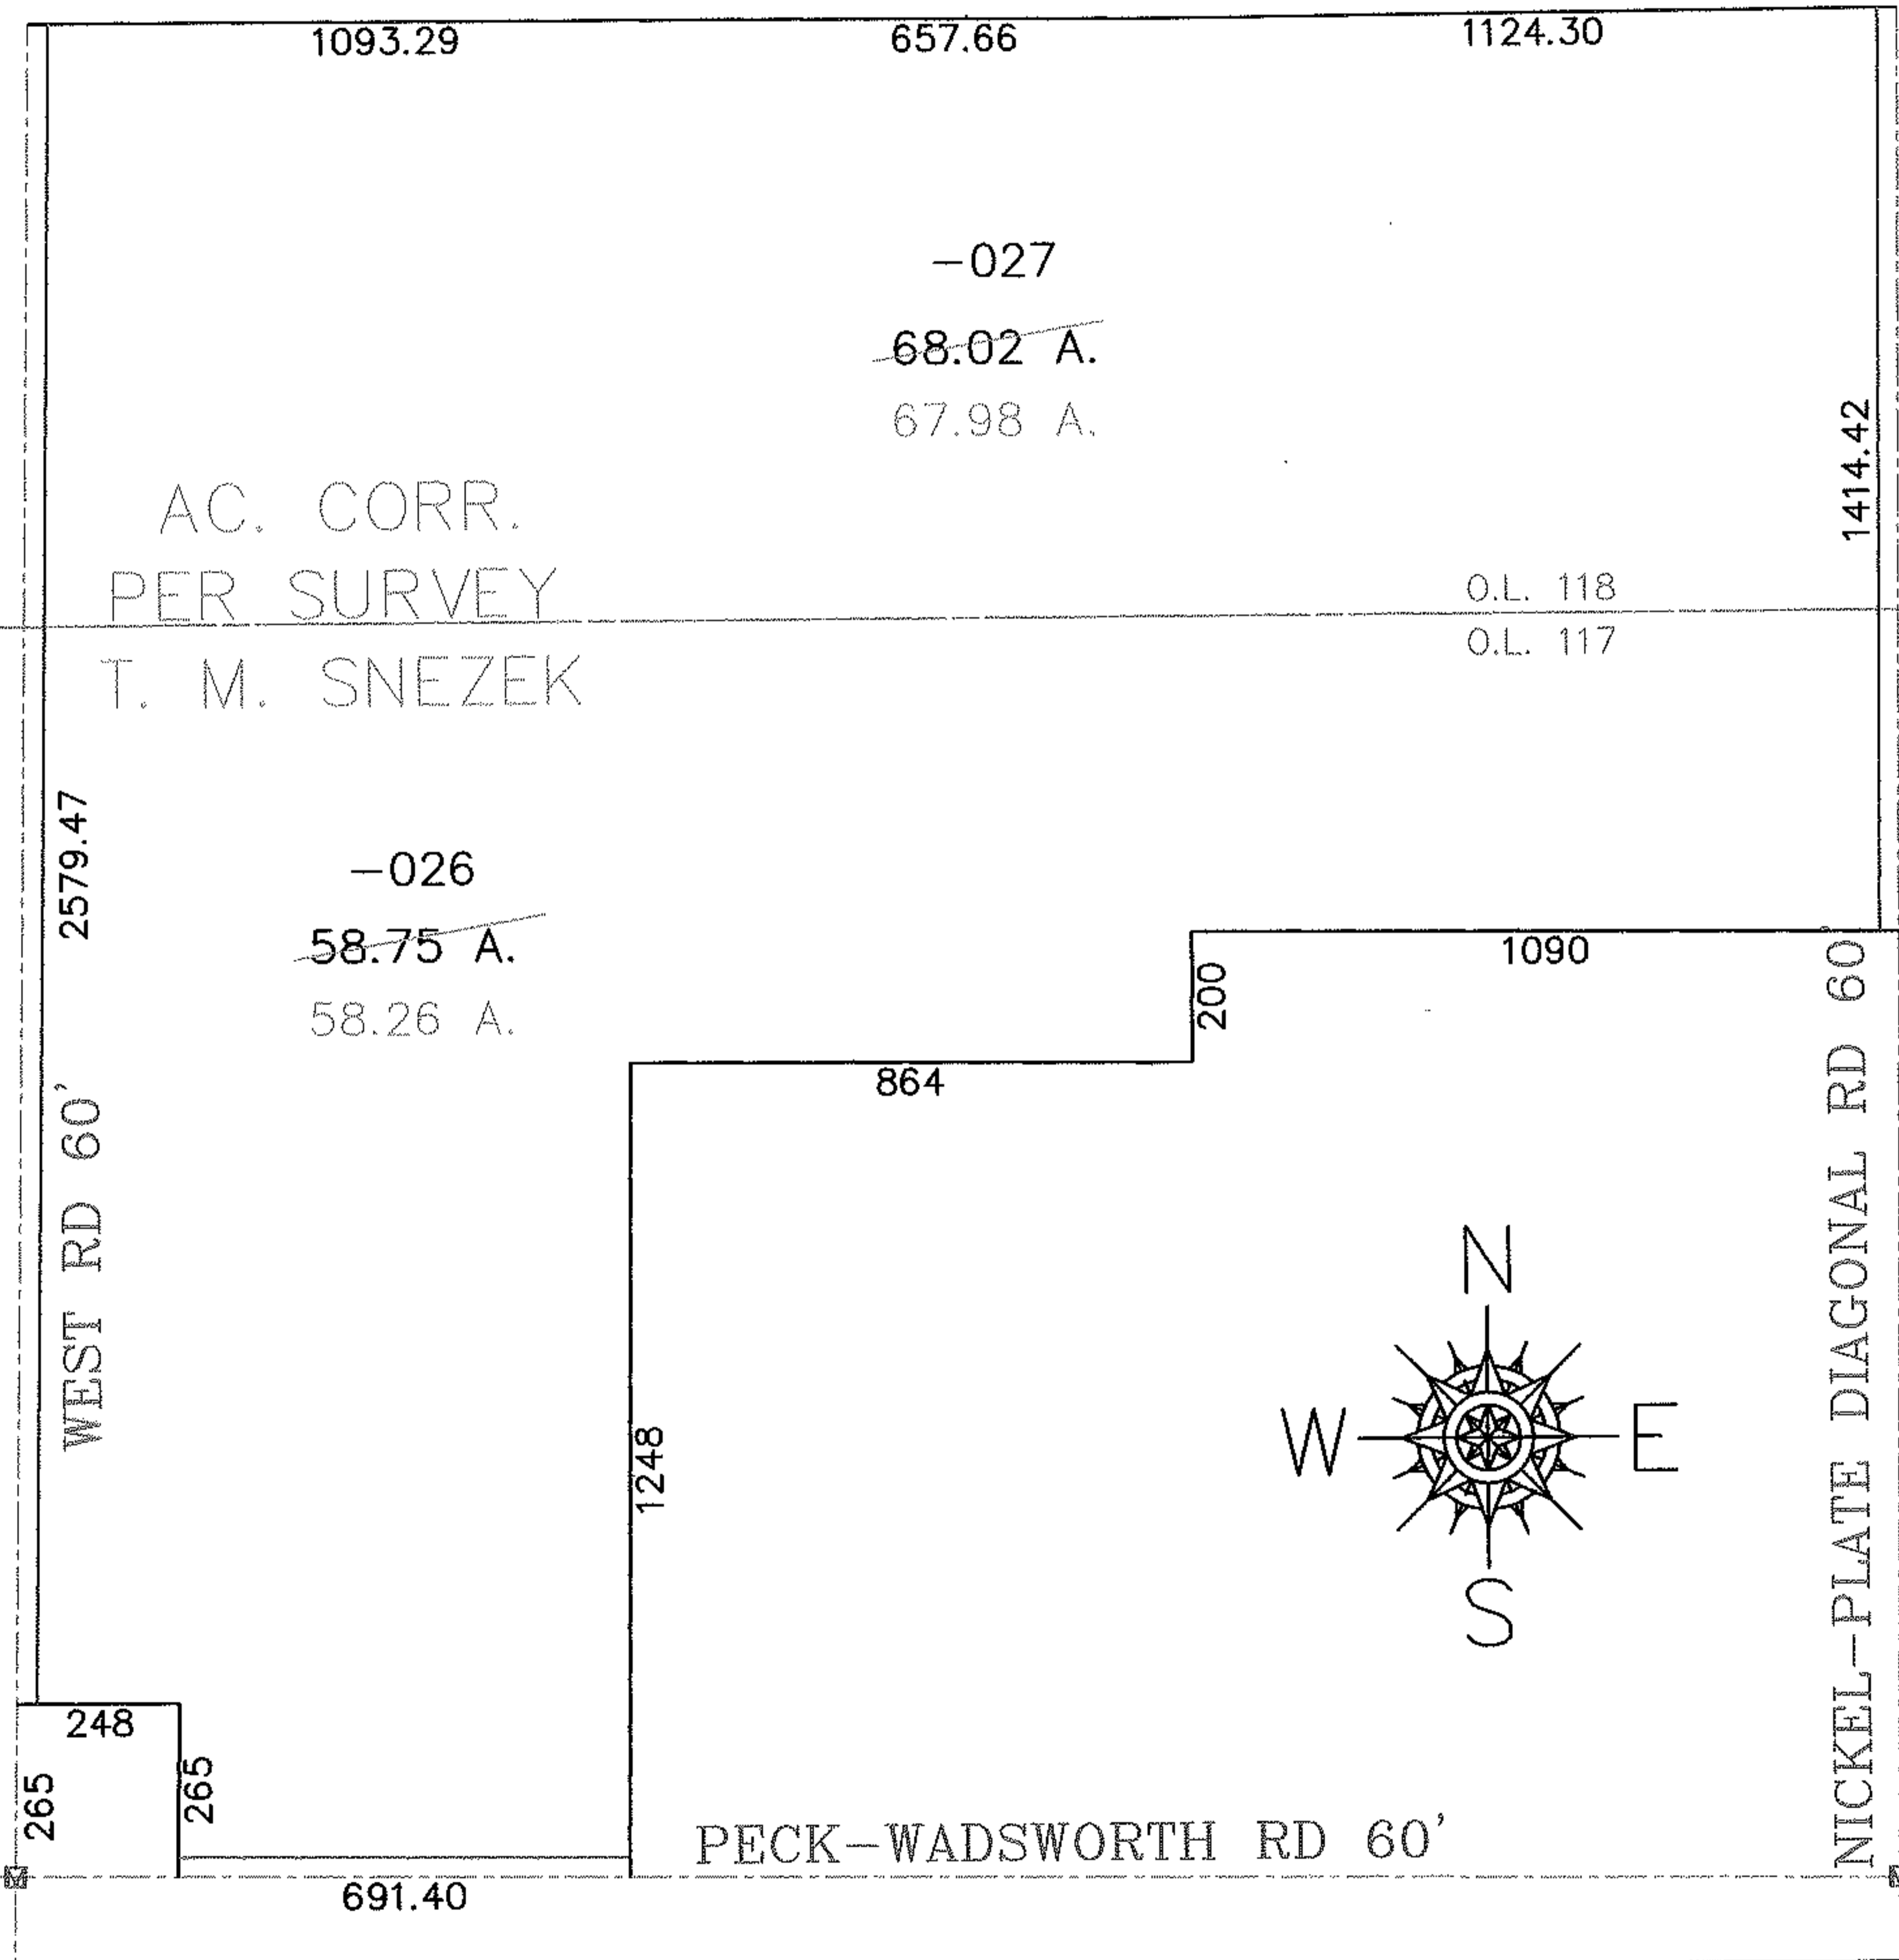 1093.29
657.66
1124.30
-027
68.02 A.
67.98 A.
1414.42
AC. CORR.
PER SURVEY
T. M. SNEZEK
O.L. 118
O.L. 117
2579.47
-026
58.75 A.
58.26 A.
1090
200
864
WEST RD 60'
NICKEL-PLATE DIAGONAL RD 60
N
W
E
S
1248
248
265
265
PECK-WADSWORTH RD 60'
691.40